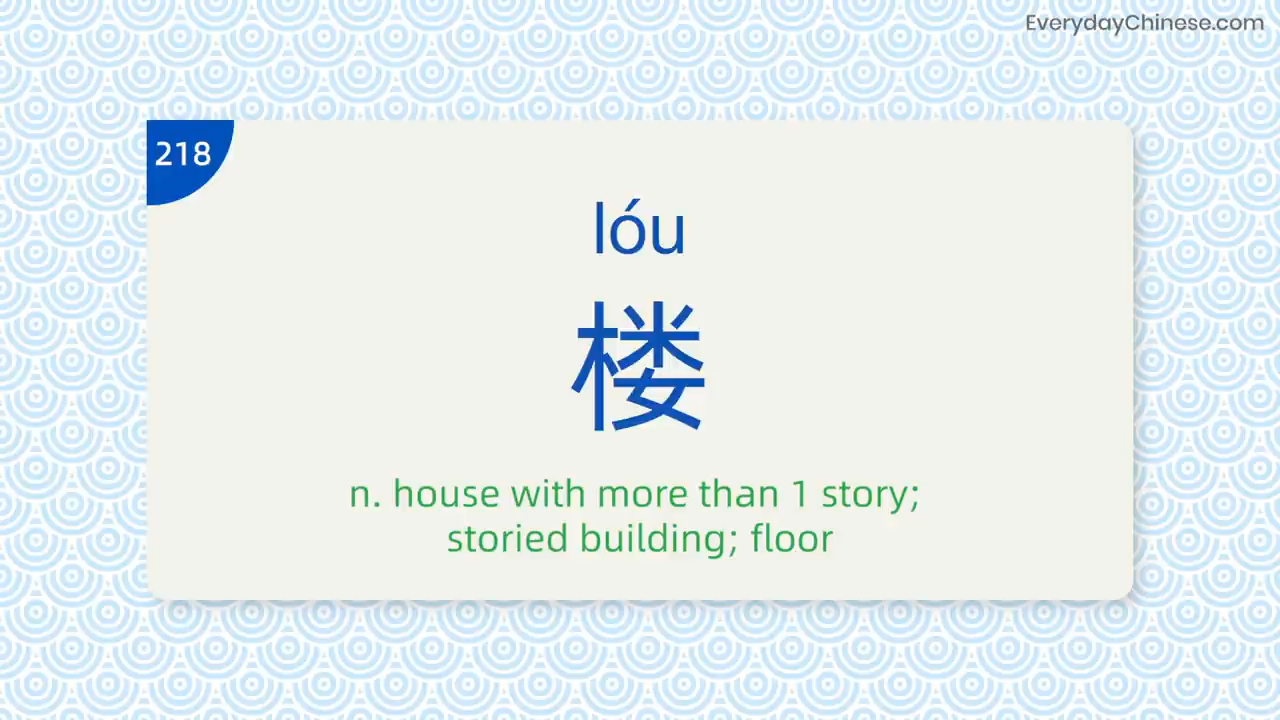 EverydayChinese.com
218
lóu
楼
n. house with more than 1 story;
storied building; floor